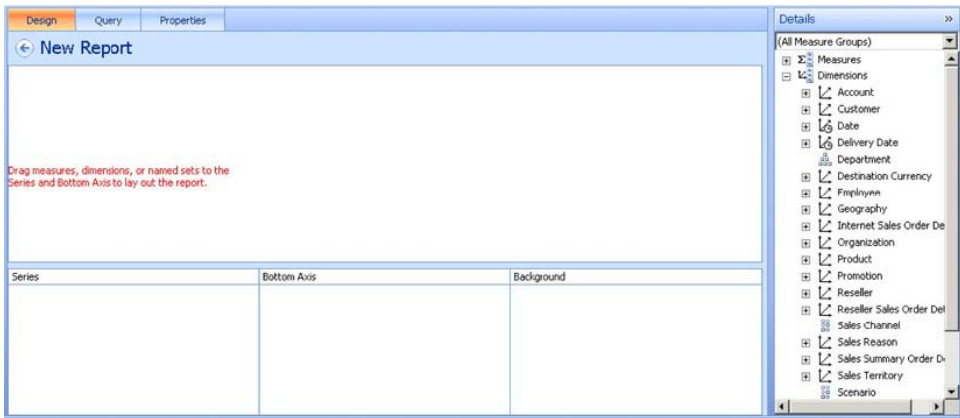 Design Query Properties
New Report
Drag measures, dimensions, or named sets to the
Series and Bottom Axis to lay out the report.
Series Bottom Axis Background
Details »
(All Measure Groups)
Measures
Dimensions
Account
Customer
Date
Delivery Date
Department
Destination Currency
Employee
Geography
Internet Sales Order De
Organization
Product
Promotion
Reseller
Reseller Sales Order Det
Sales Channel
Sales Reason
Sales Summary Order D
Sales Territory
Scenario